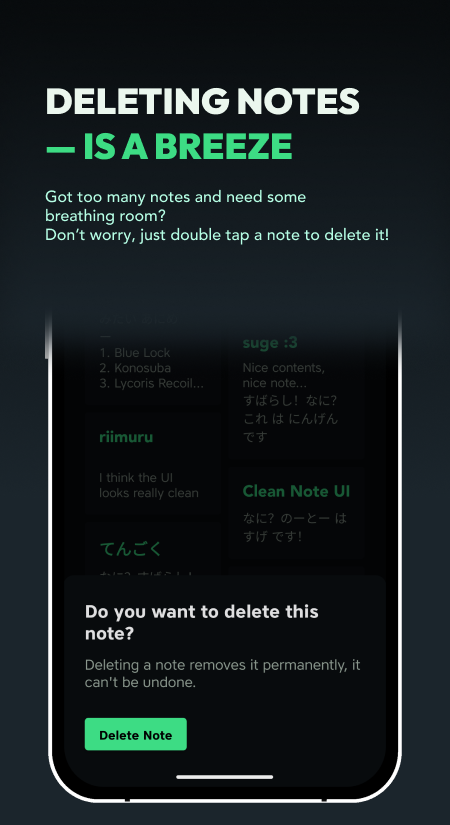 DELETING NOTES
— IS A BREEZE
Got too many notes and need some
breathing room?
Don’t worry, just double tap a note to delete it!
1. Blue Lock
2. Konosuba
3. Lycoris Recoil...
riimuru
I think the UI
looks really clean
てんごく
suge :3
Nice contents,
nice note...
すばらし! なに?
これ は にんげん
です
Clean Note UI
なに? のーとー は
すげ です!
Do you want to delete this
note?
Deleting a note removes it permanently, it
can't be undone.
Delete Note